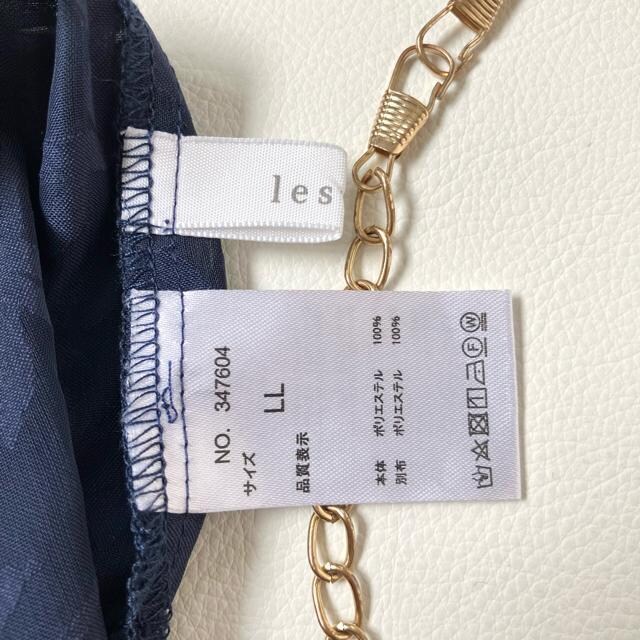 les
NO. 347604
サイズ
LL
品質表示
本体 ポリエステル 100%
別布 ポリエステル 100%